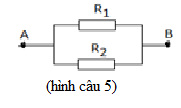 R₁
A
B
R₂
(hình câu 5)